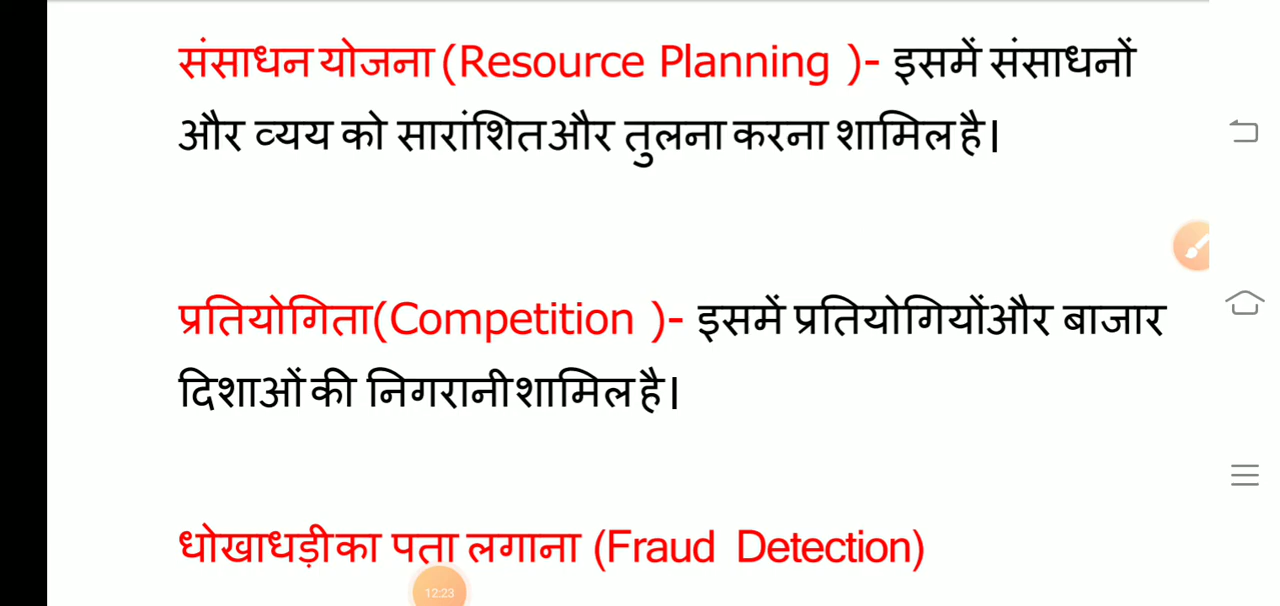 संसाधन योजना (Resource Planning )- इसमें संसाधनों
और व्यय को सारांशित और तुलना करना शामिल है।
प्रतियोगिता(Competition )- इसमें प्रतियोगियों और बाजार
दिशाओं की निगरानी शामिल है।
धोखाधड़ी का पता लगाना (Fraud Detection)
12:23